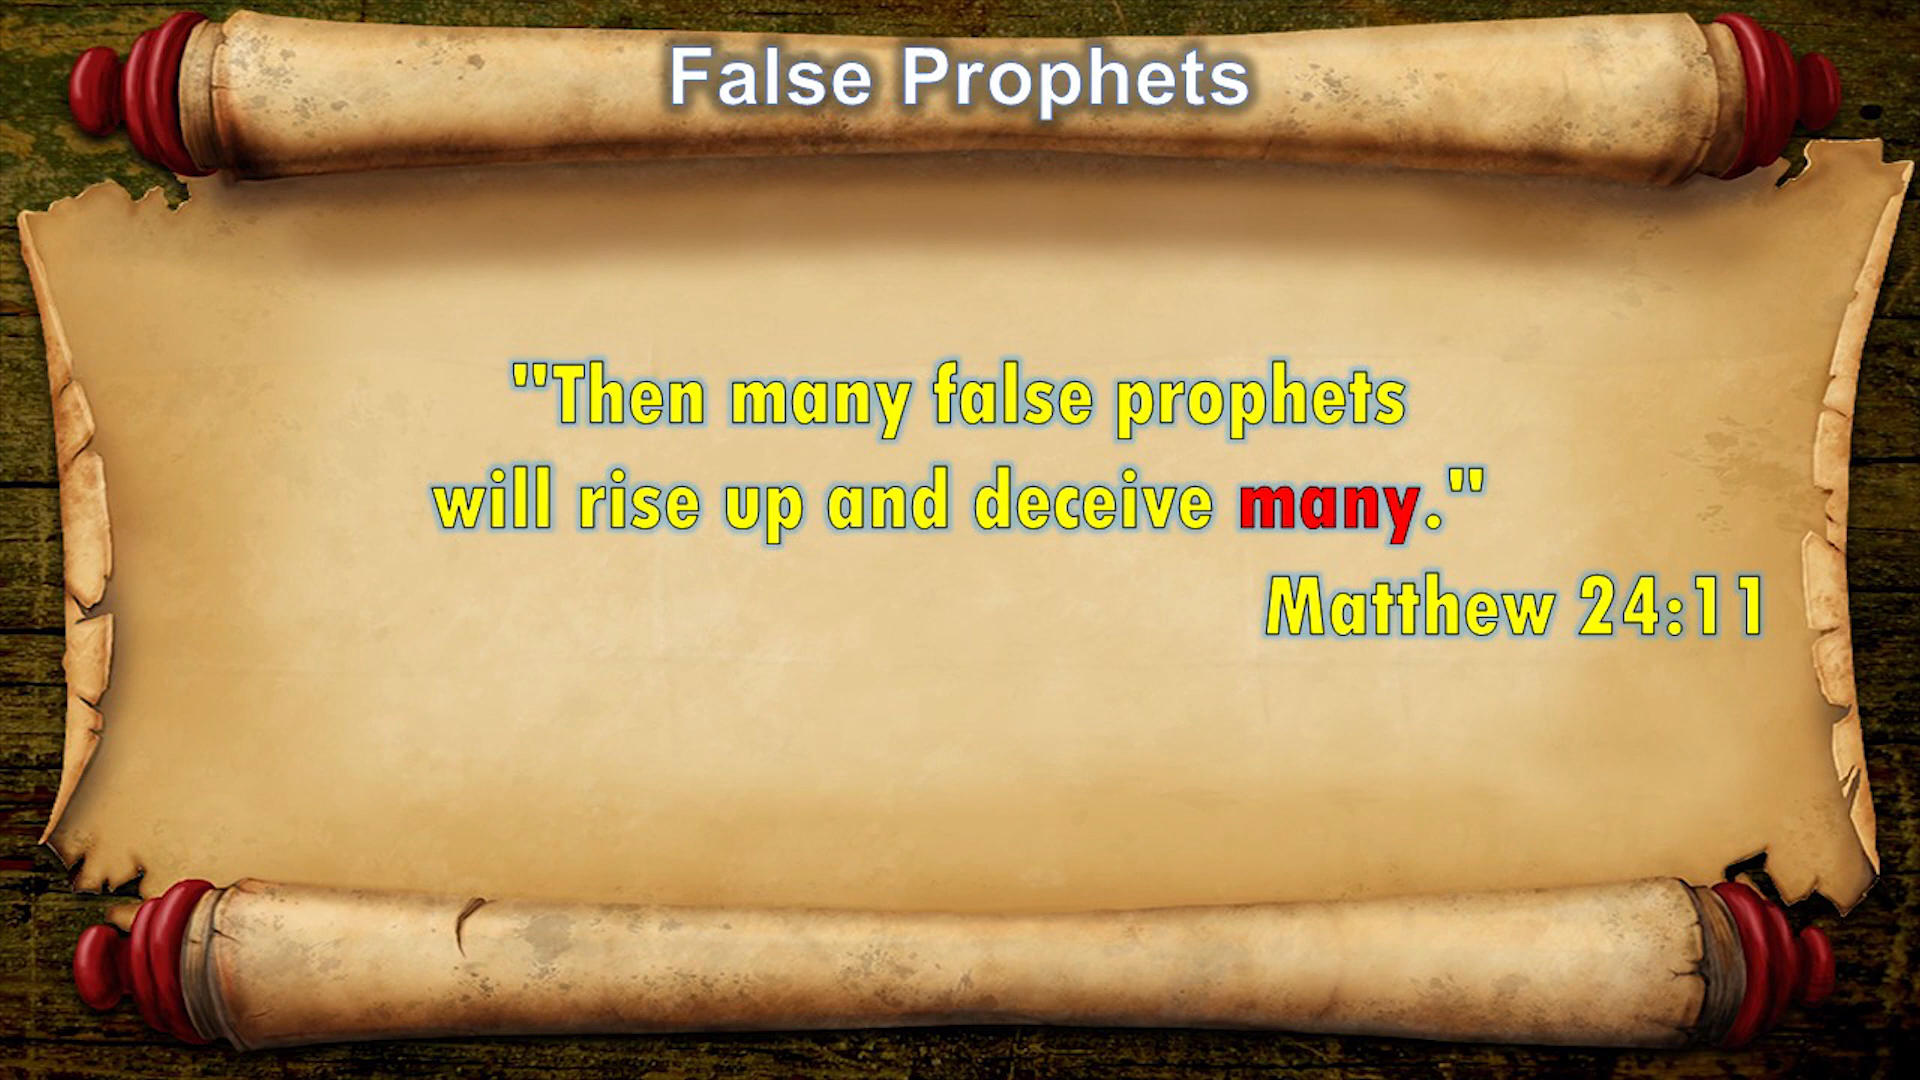 False Prophets
"Then many false prophets
will rise up and deceive many."
Matthew 24:11